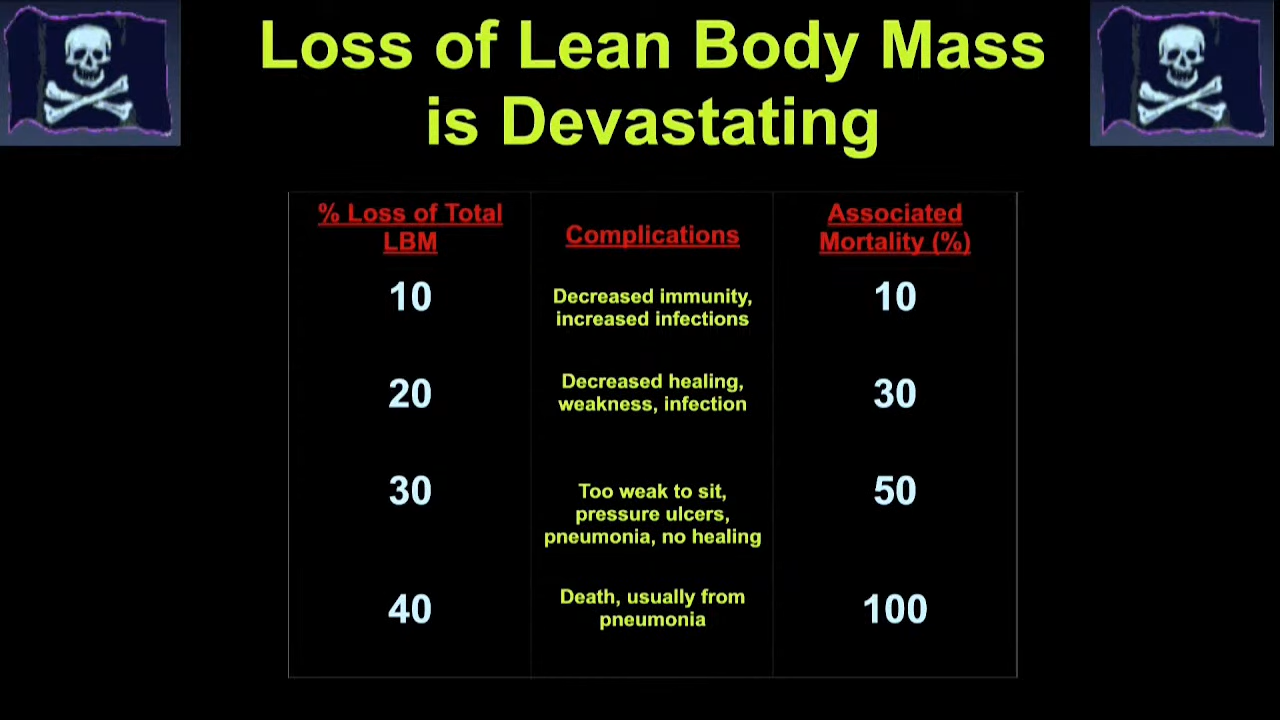 Loss of Lean Body Mass
is Devastating
% Loss of Total
LBM
Complications
Associated
Mortality (%)
10
Decreased immunity,
increased infections
10
20
Decreased healing,
weakness, infection
30
30
Too weak to sit,
pressure ulcers,
pneumonia, no healing
50
40
Death, usually from
pneumonia
100